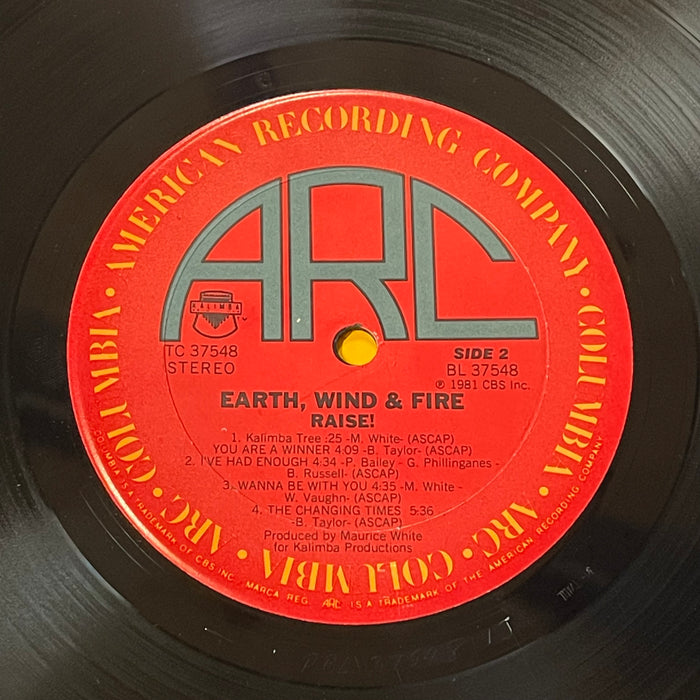 AMERICAN RECORDING COMPANY • COLUMBIA • ARC • COLUMBIA • ARC • COLUMBIA •
ARC
KALIMBA
TC 37548
STEREO
SIDE 2
BL 37548
℗ 1981 CBS Inc.
EARTH, WIND & FIRE
RAISE!
1. Kalimba Tree :25 -M. White- (ASCAP)
YOU ARE A WINNER 4:09 -B. Taylor- (ASCAP)
2. I'VE HAD ENOUGH 4:34 -P. Bailey - G. Phillinganes -
B. Russell- (ASCAP)
3. WANNA BE WITH YOU 4:35 -M. White -
W. Vaughn- (ASCAP)
4. THE CHANGING TIMES 5:36
-B. Taylor- (ASCAP)
Produced by Maurice White
for Kalimba Productions
COLUMBIA IS A TRADEMARK OF CBS INC. MARCA REG. ARC IS A TRADEMARK OF THE AMERICAN RECORDING COMPANY